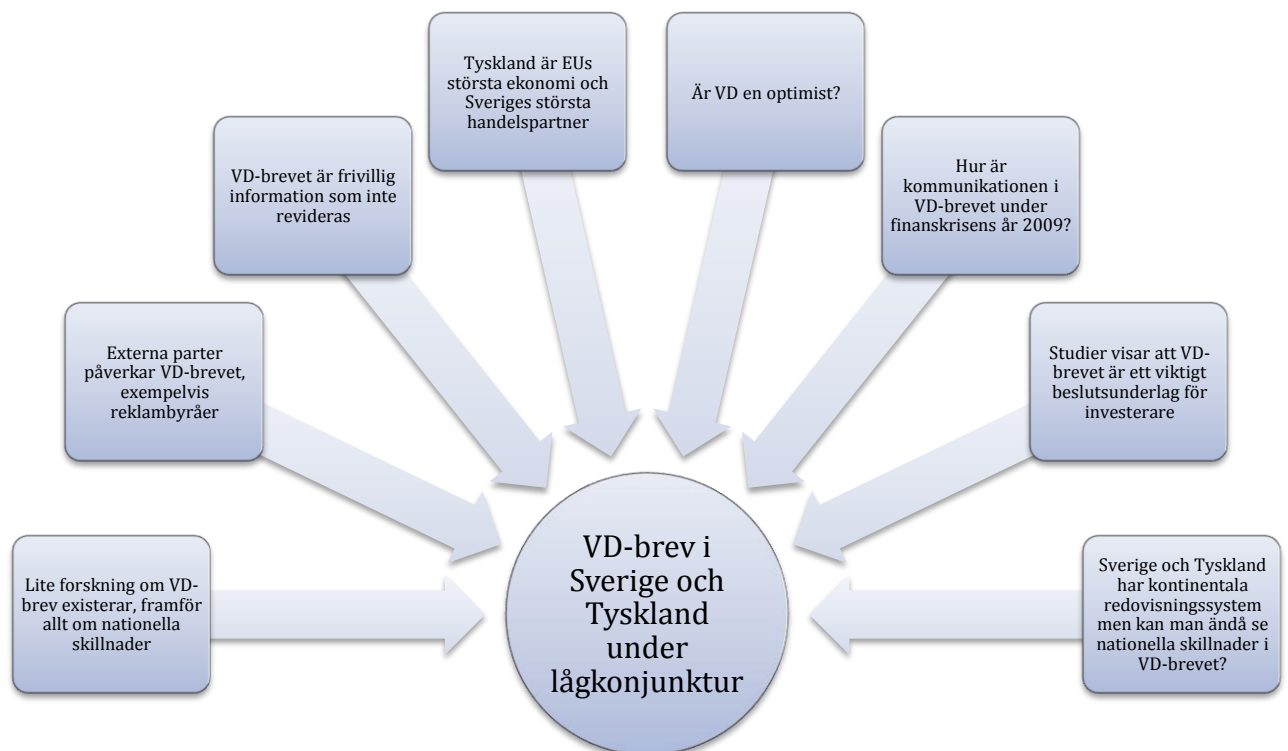 Tyskland är EUs
största ekonomi och
Sveriges största
handelspartner
Är VD en optimist?
VD-brevet är frivillig
information som inte
revideras
Hur är
kommunikationen i
VD-brevet under
finanskrisens år 2009?
Externa parter
påverkar VD-brevet,
exempelvis
reklambyråer
Studier visar att VD-
brevet är ett viktigt
beslutsunderlag för
investerare
Lite forskning om VD-
brev existerar, framför
allt om nationella
skillnader
VD-brev i
Sverige och
Tyskland
under
lågkonjunktur
Sverige och Tyskland
har kontinentala
redovisningssystem
men kan man ändå se
nationella skillnader i
VD-brevet?